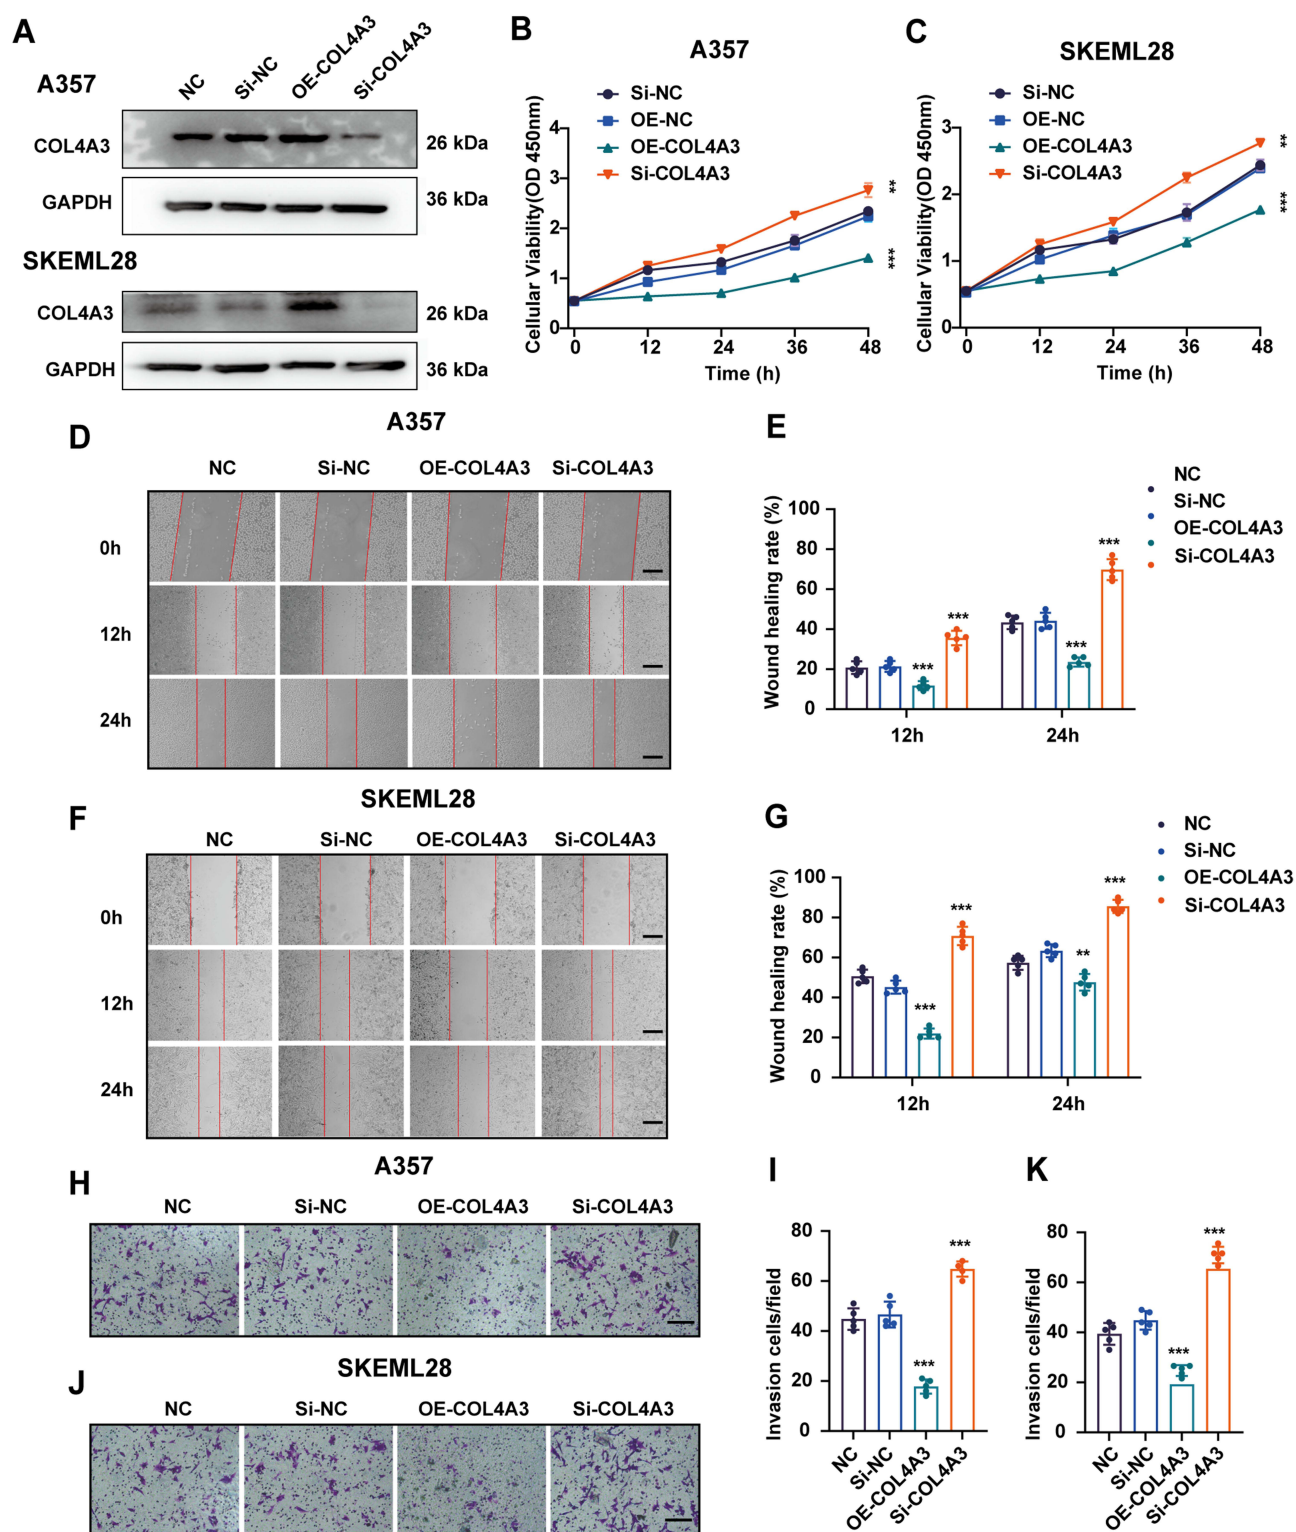 A
A357
NC
Si-NC
OE-COL4A3
Si-COL4A3
COL4A3
26 kDa
GAPDH
36 kDa
SKEML28
COL4A3
26 kDa
GAPDH
36 kDa
B
A357
Si-NC
OE-NC
OE-COL4A3
Si-COL4A3
Cellular Viability(OD 450nm)
4
3
2
1
0
0 12 24 36 48
Time (h)
**
***
C
SKEML28
Si-NC
OE-NC
OE-COL4A3
Si-COL4A3
Cellular Viability(OD 450nm)
3
2
1
0
0 12 24 36 48
Time (h)
**
***
D
A357
NC Si-NC OE-COL4A3 Si-COL4A3
0h
12h
24h
E
NC
Si-NC
OE-COL4A3
Si-COL4A3
Wound healing rate (%)
100
80
60
40
20
0
***
***
***
***
12h 24h
F
SKEML28
NC Si-NC OE-COL4A3 Si-COL4A3
0h
12h
24h
G
NC
Si-NC
OE-COL4A3
Si-COL4A3
Wound healing rate (%)
100
80
60
40
20
0
***
***
**
***
12h 24h
H
A357
NC Si-NC OE-COL4A3 Si-COL4A3
I
Invasion cells/field
80
60
40
20
0
***
***
NC
Si-NC
OE-COL4A3
Si-COL4A3
J
SKEML28
NC Si-NC OE-COL4A3 Si-COL4A3
K
Invasion cells/field
80
60
40
20
0
***
***
NC
Si-NC
OE-COL4A3
Si-COL4A3